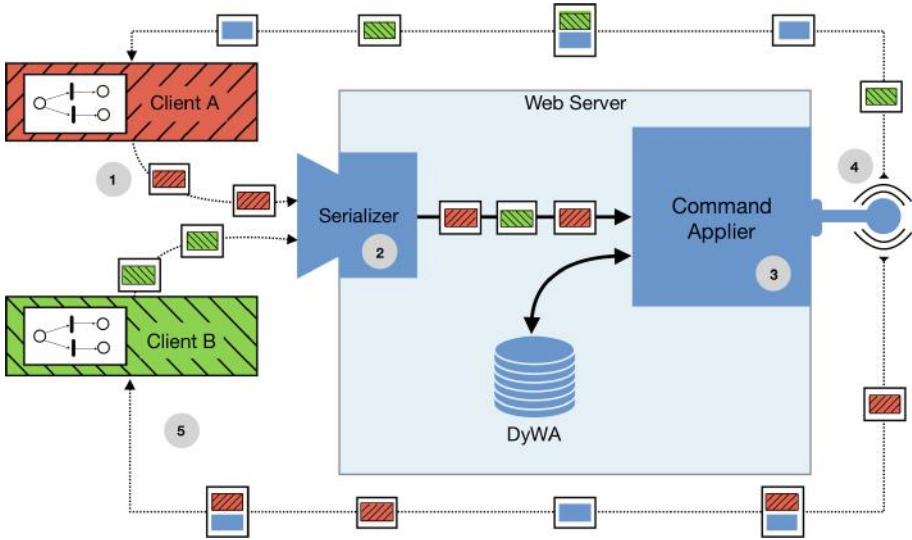 Web Server
Client A
4
1
Serializer
Command
Applier
2
3
Client B
DyWA
5